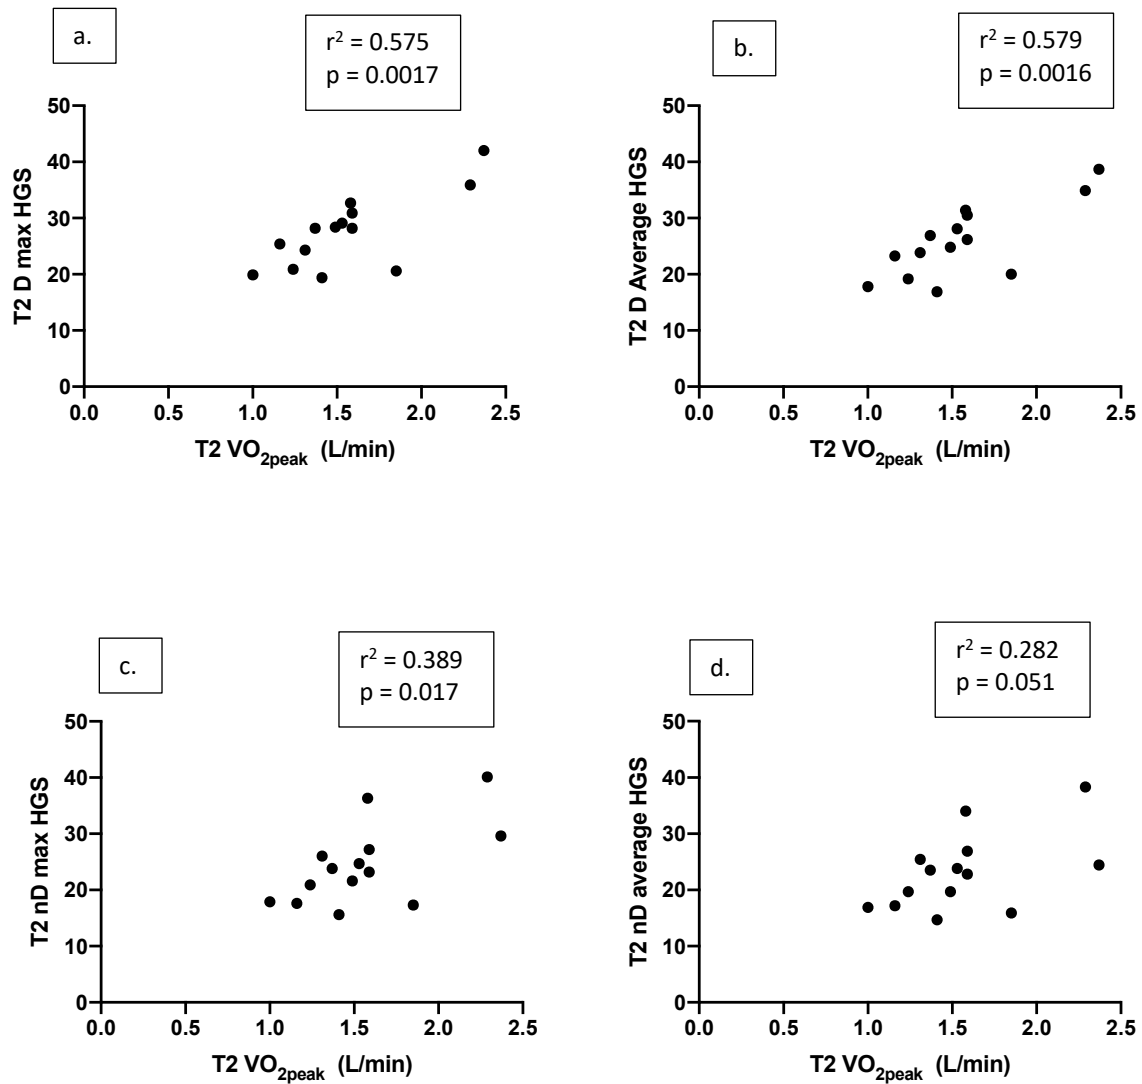 a.
r² = 0.575
p = 0.0017
T2 D max HGS
50
40
30
20
10
0
0.0 0.5 1.0 1.5 2.0 2.5
T2 VO₂peak (L/min)
b.
r² = 0.579
p = 0.0016
T2 D Average HGS
50
40
30
20
10
0
0.0 0.5 1.0 1.5 2.0 2.5
T2 VO₂peak (L/min)
c.
r² = 0.389
p = 0.017
T2 nD max HGS
50
40
30
20
10
0
0.0 0.5 1.0 1.5 2.0 2.5
T2 VO₂peak (L/min)
d.
r² = 0.282
p = 0.051
T2 nD average HGS
50
40
30
20
10
0
0.0 0.5 1.0 1.5 2.0 2.5
T2 VO₂peak (L/min)